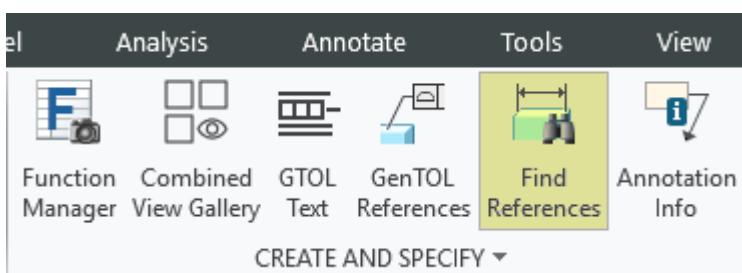 el Analysis Annotate Tools View
Function Combined GTOL GenTOL Find Annotation
Manager View Gallery Text References References Info
CREATE AND SPECIFY